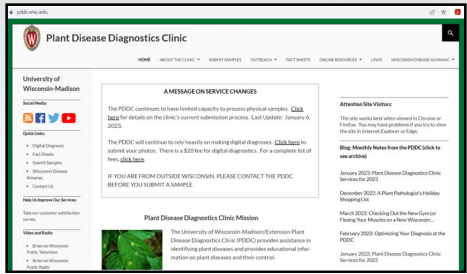 pddc.wisc.edu
Plant Disease Diagnostics Clinic
HOME ABOUT THE CLINIC SUBMIT SAMPLES OUTREACH FACT SHEETS ONLINE RESOURCES LINKS WISCONSIN DISEASE ALMANAC
University of
Wisconsin-Madison
Social Media:
Quick Links:
Digital Diagnosis
Fact Sheets
Submit Samples
Wisconsin Disease
Almanac
Contact Us
Help Us Improve Our Services:
Take our customer satisfaction
survey.
Video and Radio:
Brian on Wisconsin
Public Television
Brian on Wisconsin
Public Radio
A MESSAGE ON SERVICE CHANGES
The PDDC continues to have limited capacity to process physical samples. Click
here for details on the clinic's current submission process. Last Update: January 6,
2023.
The PDDC will continue to rely heavily on making digital diagnoses. Click here to
submit your photos. There is a $20 fee for digital diagnostics. For a complete list of
fees, click here.
IF YOU ARE FROM OUTSIDE WISCONSIN, PLEASE CONTACT THE PDDC
BEFORE YOU SUBMIT A SAMPLE.
Plant Disease Diagnostics Clinic Mission
The University of Wisconsin-Madison/Extension Plant
Disease Diagnostics Clinic (PDDC) provides assistance in
identifying plant diseases and provides educational infor-
mation on plant diseases and their control.
Attention Site Visitors:
This site works best when viewed in Chrome or
Firefox. You may have problems if you try to view
the site in Internet Explorer or Edge.
Blog: Monthly Notes from the PDDC (click to
see archive)
January 2023: Plant Disease Diagnostics Clinic
Services for 2023
December 2022: A Plant Pathologist's Holiday
Shopping List
March 2022: Checking Out the New Gym (or
Flexing Your Muscles on a New Wisconsin...
February 2022: Optimizing Your Diagnosis at the
PDDC
January 2022: Plant Disease Diagnostics Clinic
Services for 2022